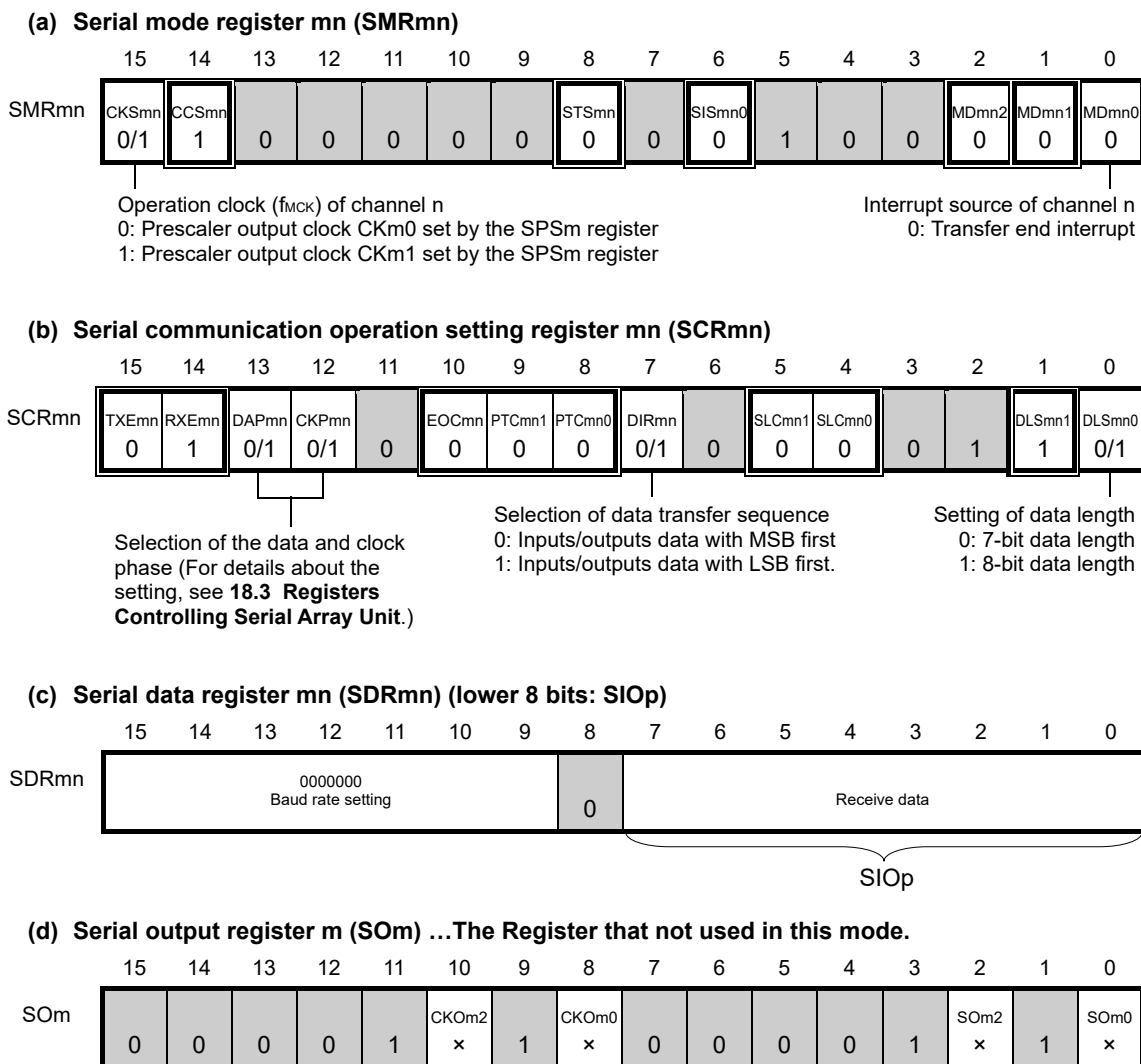 (a) Serial mode register mn (SMRmn)
15 14 13 12 11 10 9 8 7 6 5 4 3 2 1 0
SMRmn
CKSmn CCSmn STSmn SISmn0 MDmn2 MDmn1 MDmn0
0/1 1 0 0 0 0 0 0 0 0 1 0 0 0 0 0
Operation clock (fMCK) of channel n
0: Prescaler output clock CKm0 set by the SPSm register
1: Prescaler output clock CKm1 set by the SPSm register
Interrupt source of channel n
0: Transfer end interrupt
(b) Serial communication operation setting register mn (SCRmn)
15 14 13 12 11 10 9 8 7 6 5 4 3 2 1 0
SCRmn
TXEmn RXEmn DAPmn CKPmn EOCmn PTCmn1 PTCmn0 DIRmn SLCmn1 SLCmn0 DLSmn1 DLSmn0
0 1 0/1 0/1 0 0 0 0 0/1 0 0 0 0 1 1 0/1
Selection of the data and clock
phase (For details about the
setting, see 18.3 Registers
Controlling Serial Array Unit.)
Selection of data transfer sequence
0: Inputs/outputs data with MSB first
1: Inputs/outputs data with LSB first.
Setting of data length
0: 7-bit data length
1: 8-bit data length
(c) Serial data register mn (SDRmn) (lower 8 bits: SIOp)
15 14 13 12 11 10 9 8 7 6 5 4 3 2 1 0
SDRmn
0000000
Baud rate setting
0
Receive data
SIOp
(d) Serial output register m (SOm) …The Register that not used in this mode.
15 14 13 12 11 10 9 8 7 6 5 4 3 2 1 0
SOm
CKOm2 CKOm0 SOm2 SOm0
0 0 0 0 1 × 1 × 0 0 0 0 1 × 1 ×